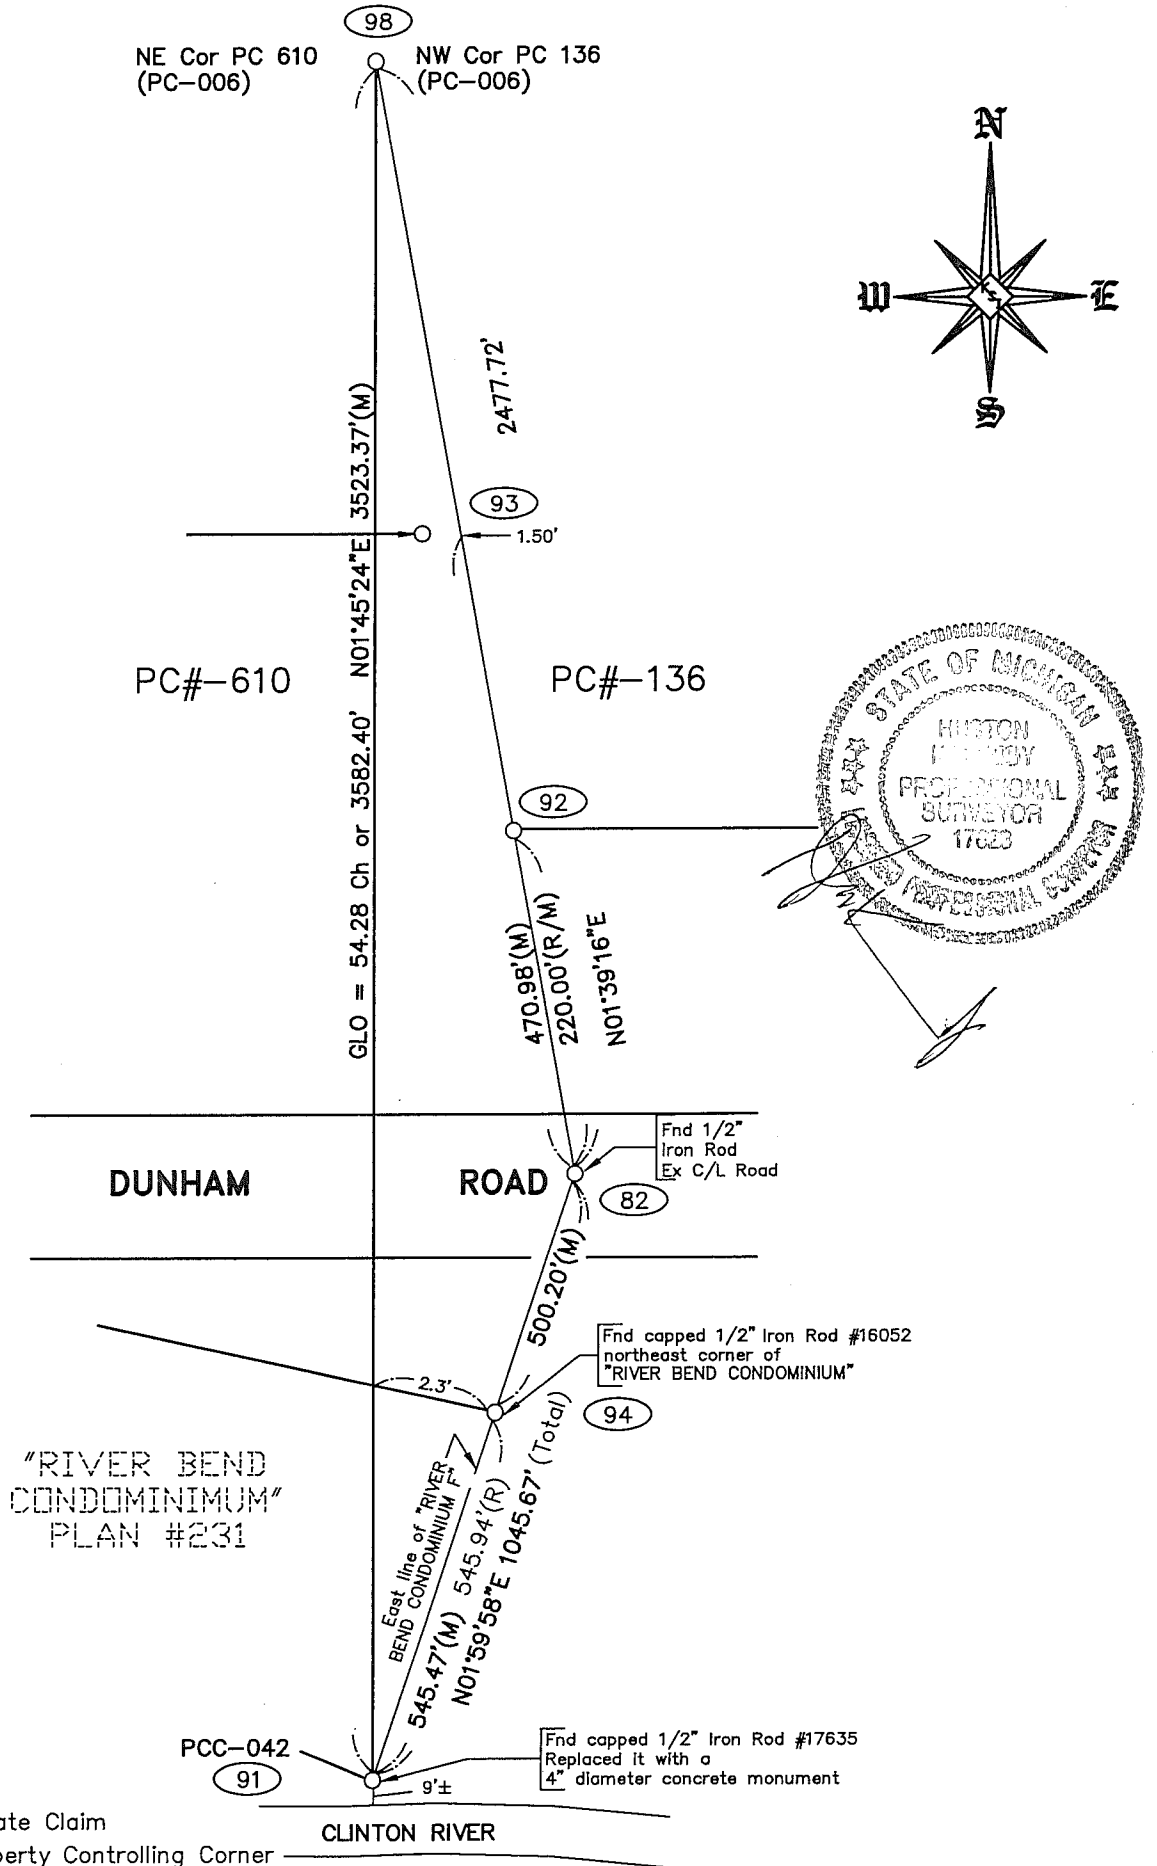 98
NE Cor PC 610
(PC-006)
NW Cor PC 136
(PC-006)
N
W
E
S
2477.72'
93
1.50'
GLO = 54.28 Ch or 3582.40' N01°45'24"E 3523.37'(M)
PC#-610
PC#-136
STATE OF MICHIGAN
HUSTON
PROFESSIONAL
SURVEYOR
PROFESSIONAL SURVEYOR
92
470.98'(M)
220.00'(R/M)
N01°39'16"E
Fnd 1/2"
Iron Rod
Ex C/L Road
DUNHAM ROAD
82
500.20'(M)
Fnd capped 1/2" Iron Rod #16052
northeast corner of
"RIVER BEND CONDOMINIUM"
2.3'
94
"RIVER BEND
CONDOMINIMUM"
PLAN #231
East line of "RIVER
BEND CONDOMINIUM F"
545.47'(M) 545.94'(R)
N01°59'58"E 1045.67' (Total)
PCC-042
91
Fnd capped 1/2" Iron Rod #17635
Replaced it with a
4" diameter concrete monument
9'±
CLINTON RIVER
ate Claim
perty Controlling Corner